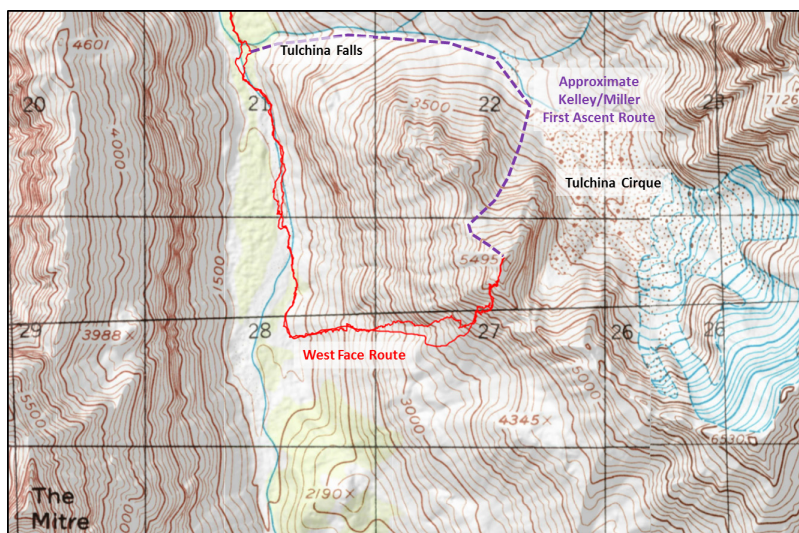 4601
Tulchina Falls
20
21
22
23
3500
Approximate
Kelley/Miller
First Ascent Route
7126
4000
Tulchina Cirque
1500
5495
29
3988 ×
28
27
26
26
West Face Route
5500
3000
5000
4345 ×
6530
2190 ×
The
Mitre